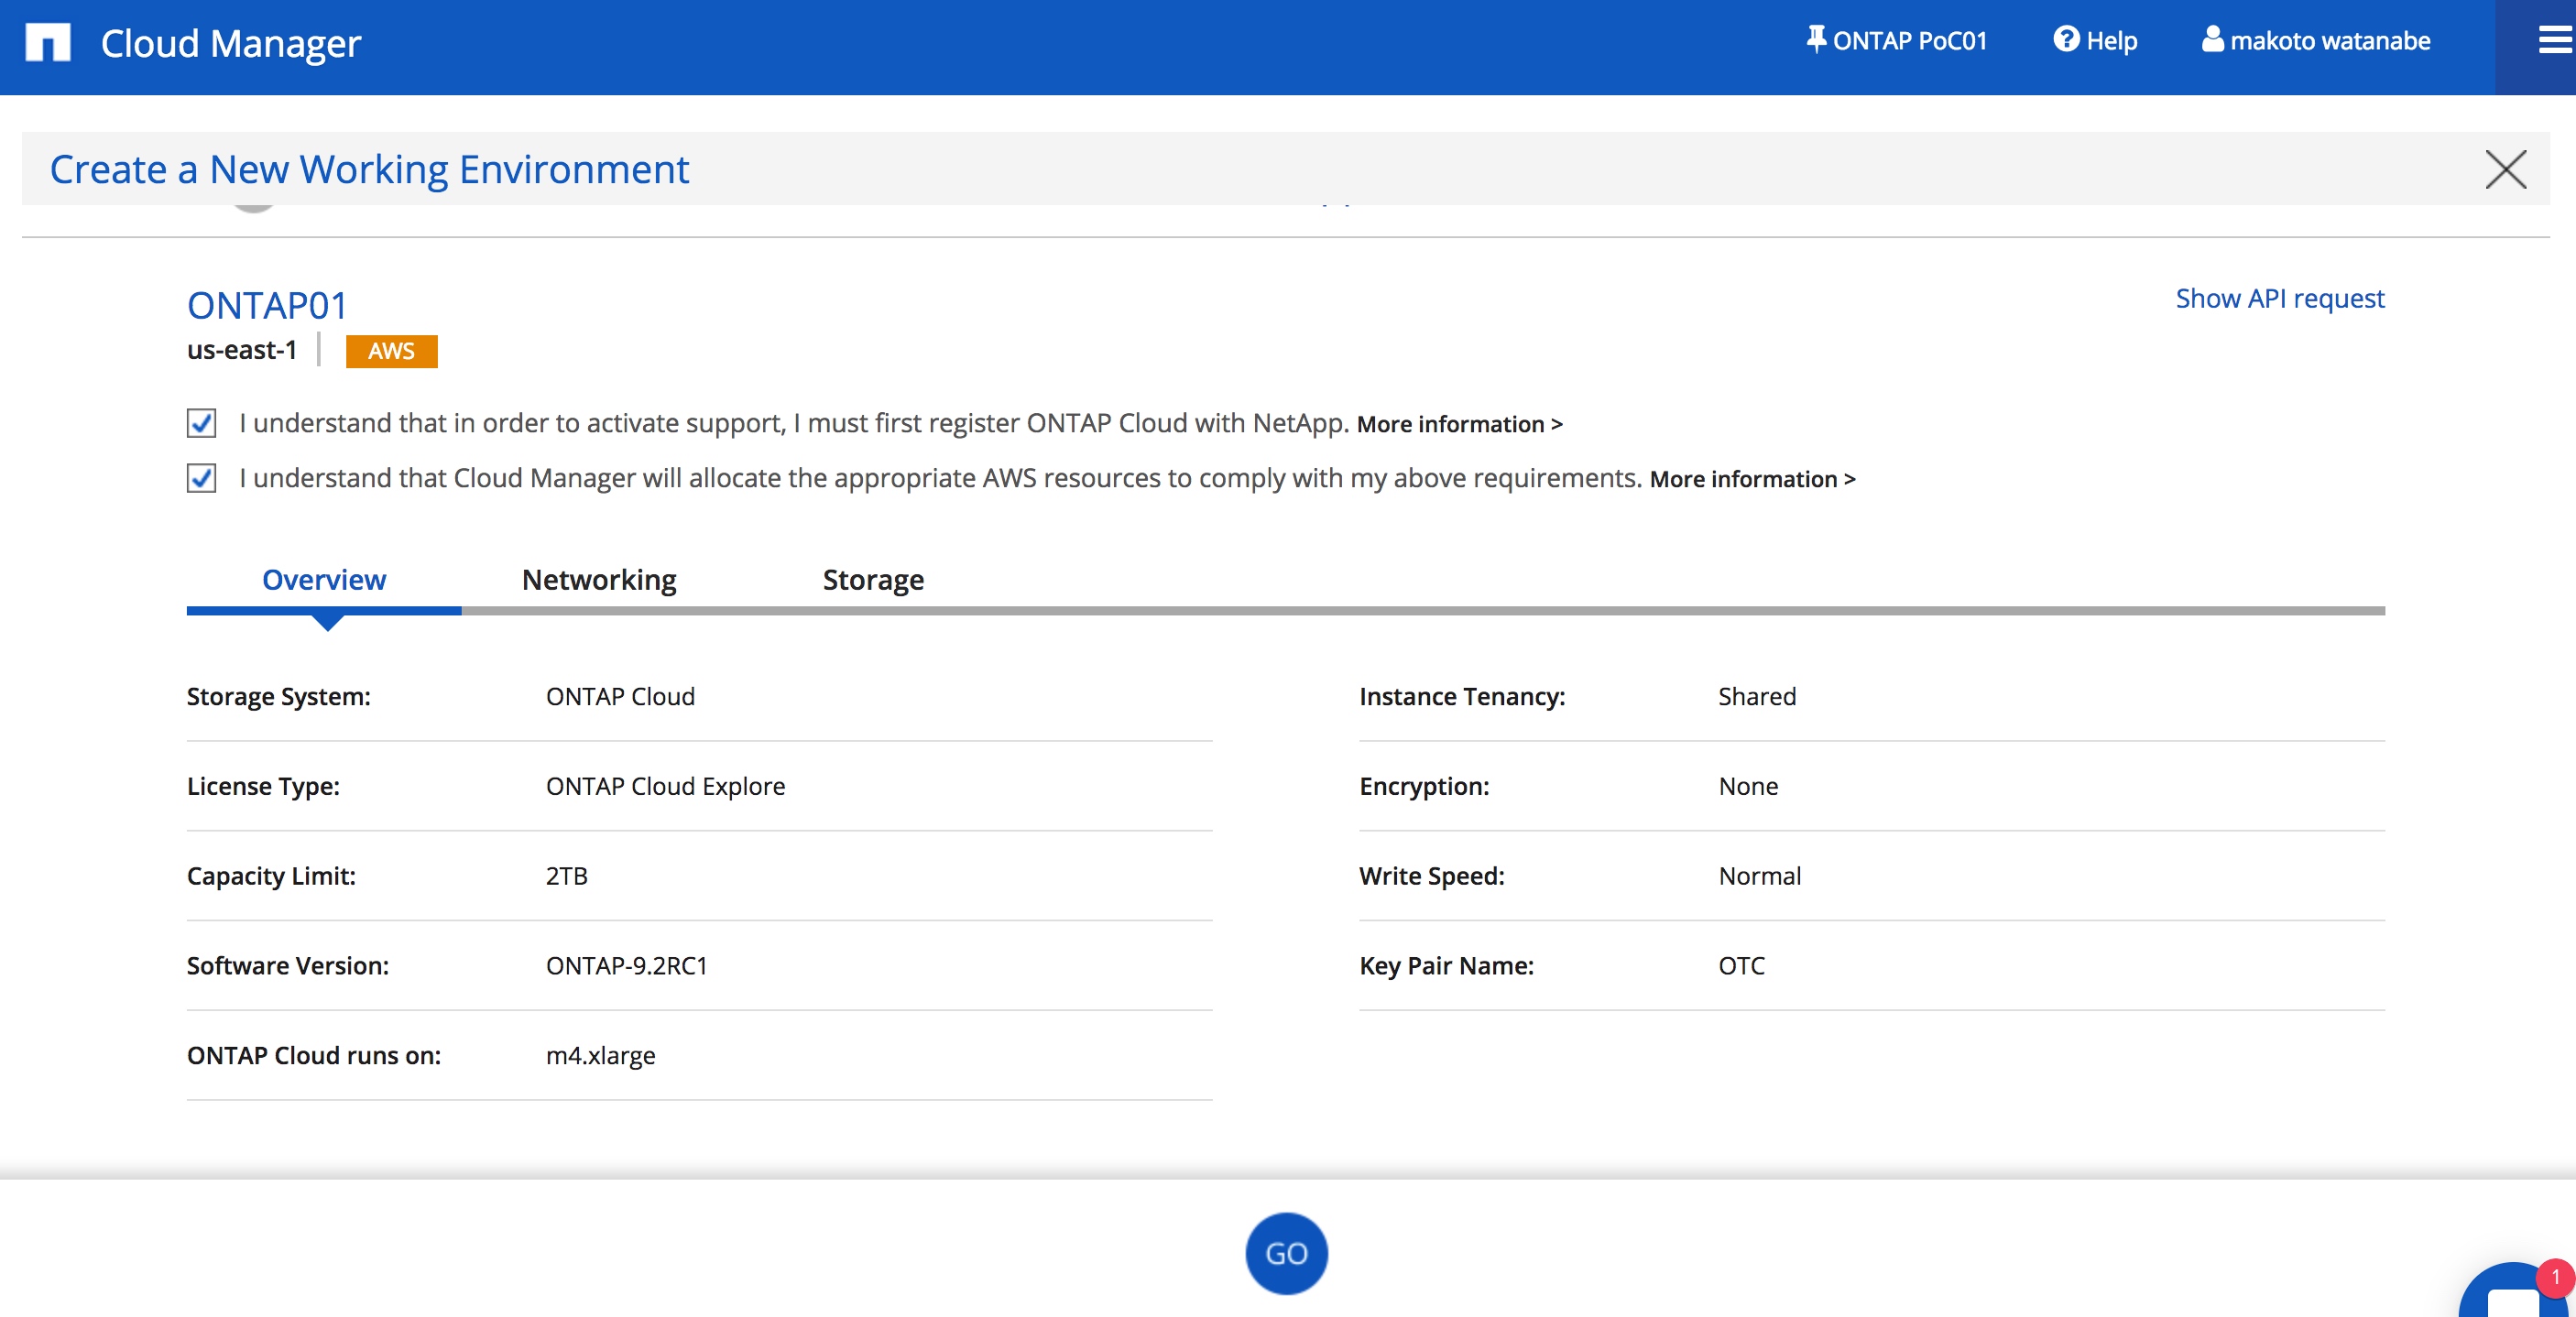 Cloud Manager
ONTAP PoC01
Help
makoto watanabe
Create a New Working Environment
ONTAP01
Show API request
us-east-1
AWS
I understand that in order to activate support, I must first register ONTAP Cloud with NetApp. More information >
I understand that Cloud Manager will allocate the appropriate AWS resources to comply with my above requirements. More information >
Overview
Networking
Storage
Storage System: ONTAP Cloud
Instance Tenancy: Shared
License Type: ONTAP Cloud Explore
Encryption: None
Capacity Limit: 2TB
Write Speed: Normal
Software Version: ONTAP-9.2RC1
Key Pair Name: OTC
ONTAP Cloud runs on: m4.xlarge
GO
1